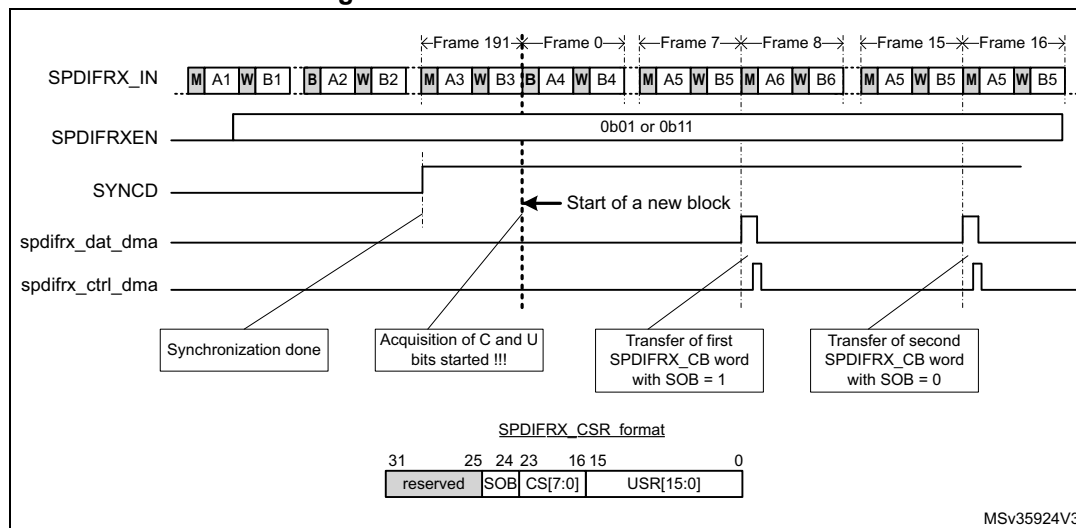 Frame 191 Frame 0 Frame 7 Frame 8 Frame 15 Frame 16
SPDIFRX_IN M A1 W B1 B A2 W B2 M A3 W B3 B A4 W B4 M A5 W B5 M A6 W B6 M A5 W B5 M A5 W B5
SPDIFRXEN 0b01 or 0b11
SYNCD
Start of a new block
spdifrx_dat_dma
spdifrx_ctrl_dma
Synchronization done
Acquisition of C and U
bits started !!!
Transfer of first
SPDIFRX_CB word
with SOB = 1
Transfer of second
SPDIFRX_CB word
with SOB = 0
SPDIFRX_CSR format
31 25 24 23 16 15 0
reserved SOB CS[7:0] USR[15:0]
MSv35924V3